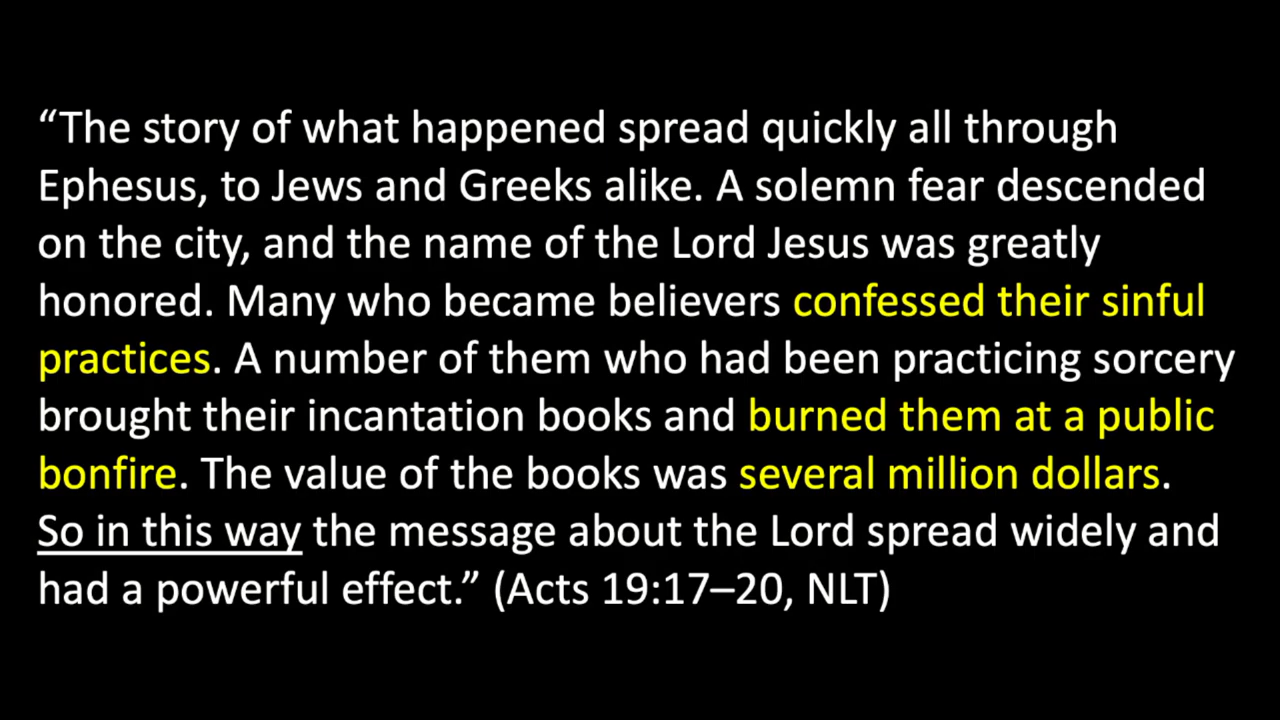 “The story of what happened spread quickly all through
Ephesus, to Jews and Greeks alike. A solemn fear descended
on the city, and the name of the Lord Jesus was greatly
honored. Many who became believers confessed their sinful
practices. A number of them who had been practicing sorcery
brought their incantation books and burned them at a public
bonfire. The value of the books was several million dollars.
So in this way the message about the Lord spread widely and
had a powerful effect.” (Acts 19:17–20, NLT)